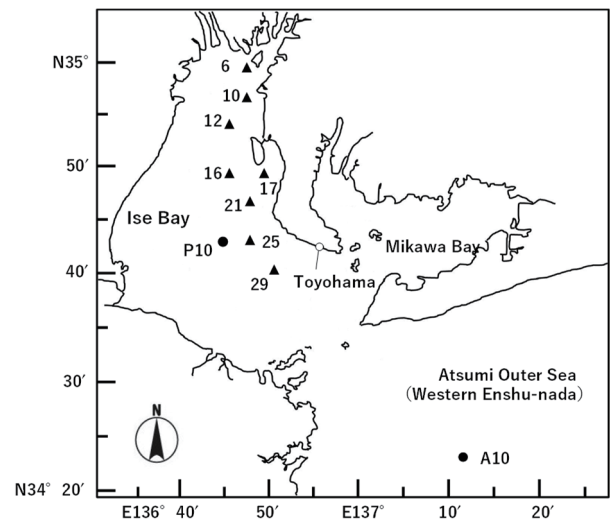 N35°
6
10
12
50′
16
17
21
Ise Bay
25
P10
Mikawa Bay
40′
29
Toyohama
30′
Atsumi Outer Sea
（Western Enshu-nada）
N
A10
N34° 20′
E136° 40′ 50′ E137° 10′ 20′